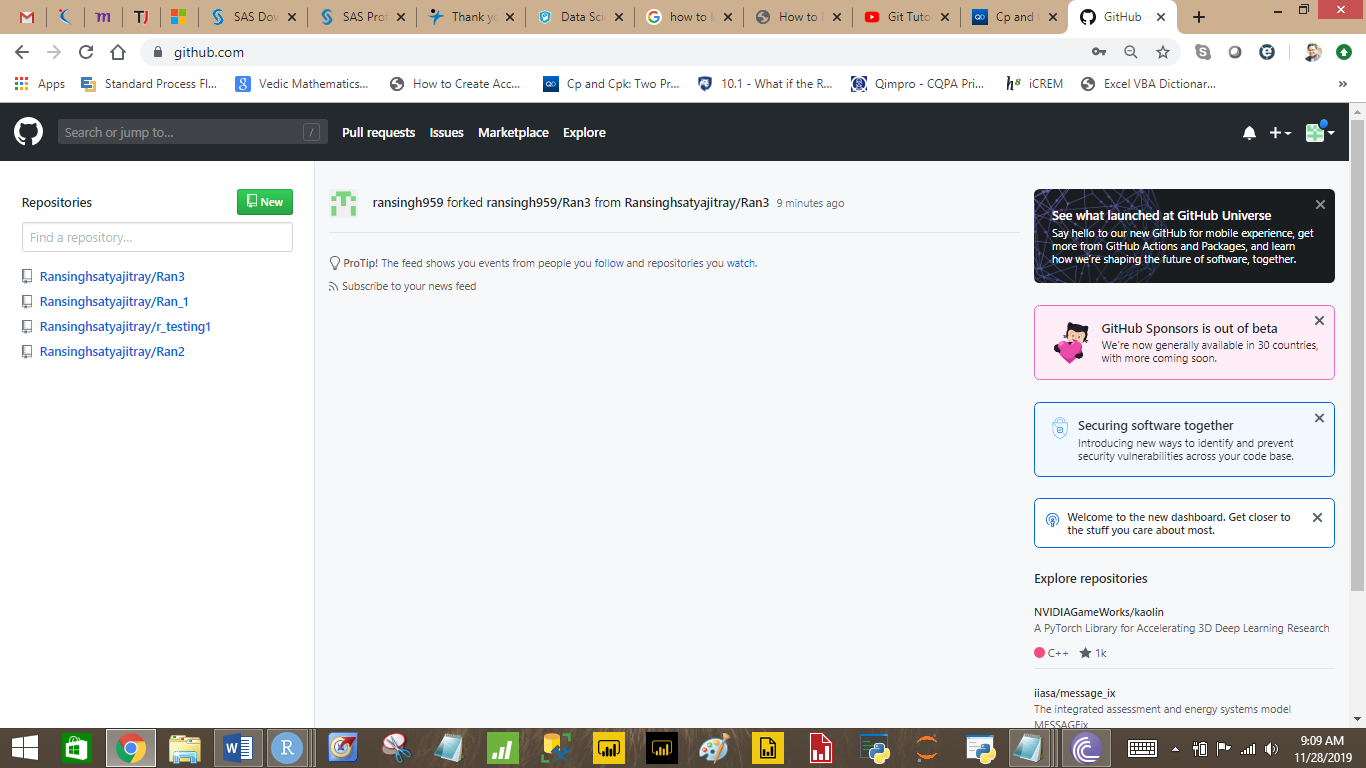 SAS Dow
SAS Prof
Thank yo
Data Scie
how to k
How to
Git Tuto
Cp and C
GitHub
github.com
Apps
Standard Process Fl...
Vedic Mathematics...
How to Create Acc...
Cp and Cpk: Two Pr...
10.1 - What if the R...
Qimpro - CQPA Pri...
iCREM
Excel VBA Dictionar...
»
Search or jump to...
/
Pull requests
Issues
Marketplace
Explore
Repositories
New
Find a repository...
Ransinghsatyajitray/Ran3
Ransinghsatyajitray/Ran_1
Ransinghsatyajitray/r_testing1
Ransinghsatyajitray/Ran2
ransingh959 forked ransingh959/Ran3 from Ransinghsatyajitray/Ran3 9 minutes ago
ProTip! The feed shows you events from people you follow and repositories you watch.
Subscribe to your news feed
See what launched at GitHub Universe
Say hello to our new GitHub for mobile experience, get
more from GitHub Actions and Packages, and learn
how we're shaping the future of software, together.
GitHub Sponsors is out of beta
We're now generally available in 30 countries,
with more coming soon.
Securing software together
Introducing new ways to identify and prevent
security vulnerabilities across your code base.
Welcome to the new dashboard. Get closer to
the stuff you care about most.
Explore repositories
NVIDIAGameWorks/kaolin
A PyTorch Library for Accelerating 3D Deep Learning Research
C++ 1k
iiasa/message_ix
The integrated assessment and energy systems model
MESSAGEix
9:09 AM
11/28/2019